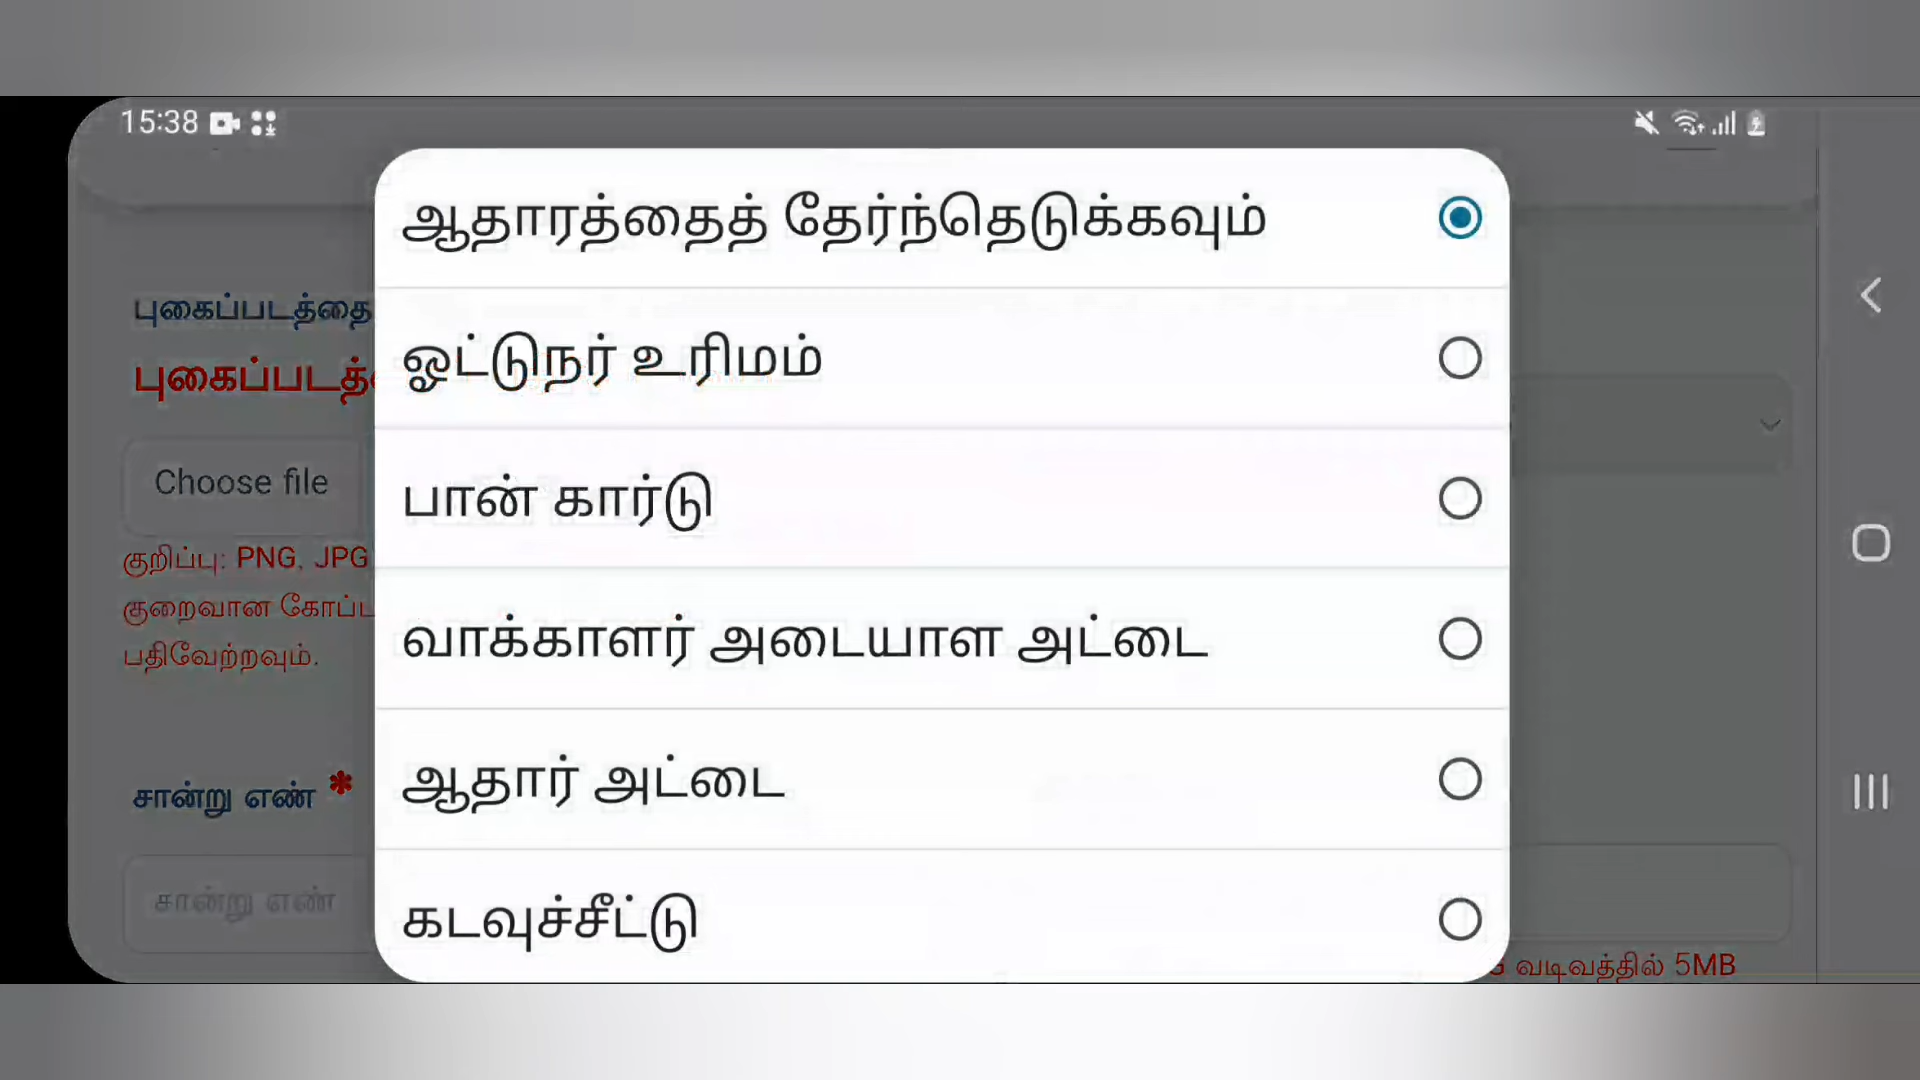 15:38
ஆதாரத்தைத் தேர்ந்தெடுக்கவும்
ஓட்டுநர் உரிமம்
பான் கார்டு
வாக்காளர் அடையாள அட்டை
ஆதார் அட்டை
கடவுச்சீட்டு
புகைப்படத்தை
Choose file
குறிப்பு: PNG, JPG
குறைவான
பதிவேற்றவும்.
சான்று எண் *
சான்று எண்
வடிவத்தில் 5MB